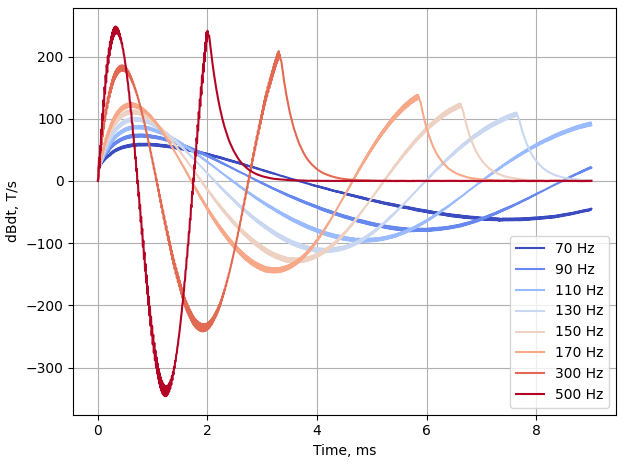 200
100
0
−100
−200
−300
dBdt, T/s
0 2 4 6 8
Time, ms
70 Hz
90 Hz
110 Hz
130 Hz
150 Hz
170 Hz
300 Hz
500 Hz